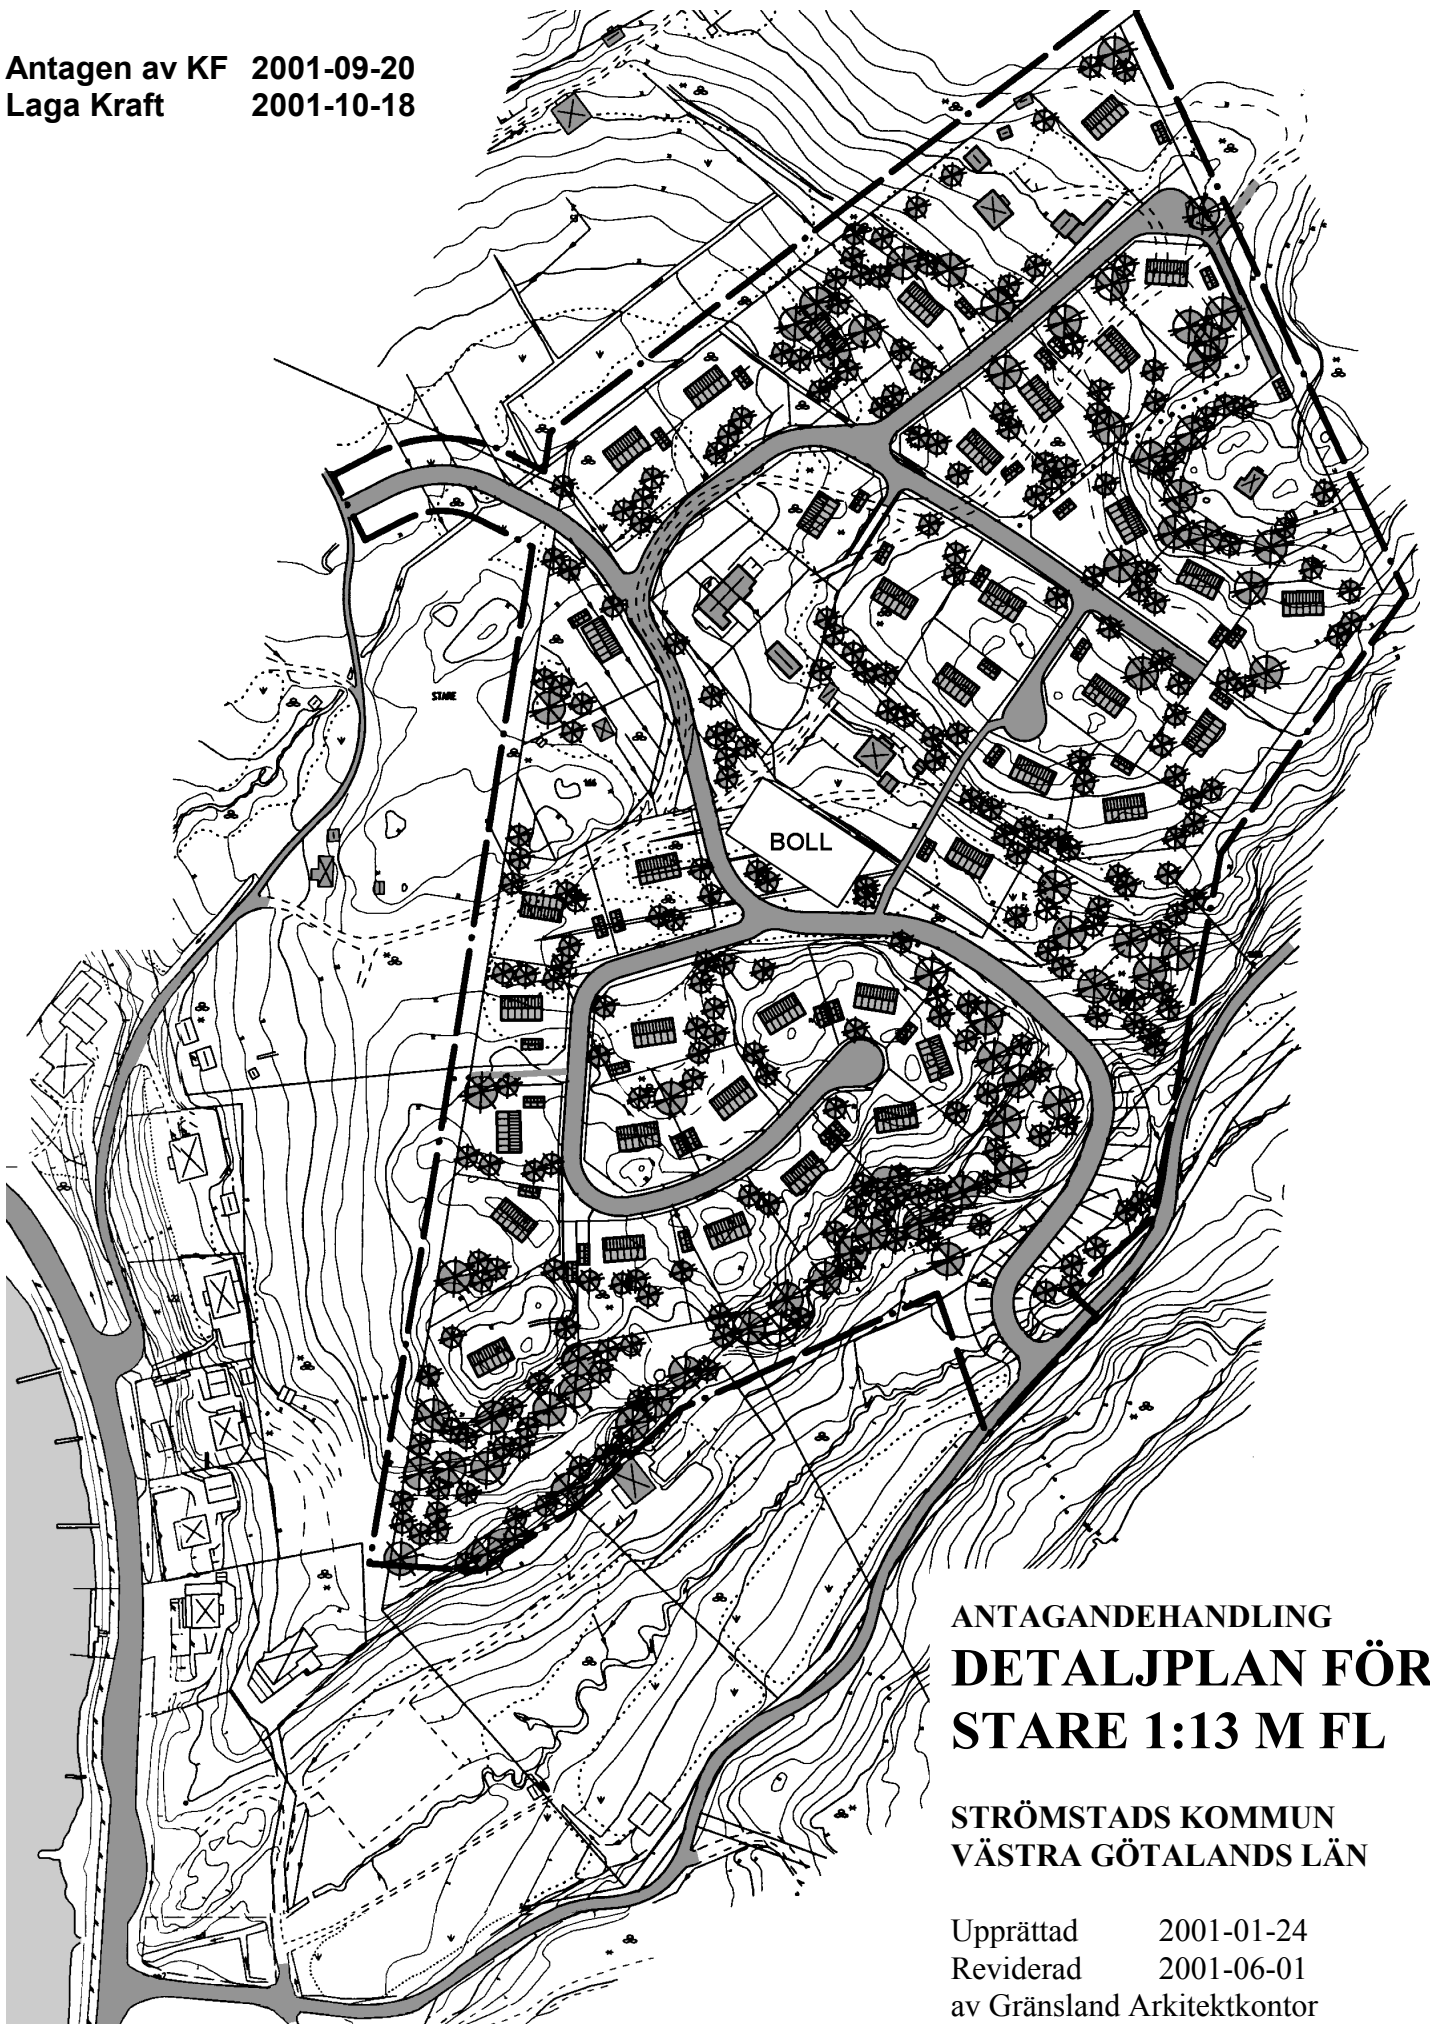 Antagen av KF 2001-09-20
Laga Kraft 2001-10-18
STARE
BOLL
ANTAGANDEHANDLING
DETALJPLAN FÖR
STARE 1:13 M FL
STRÖMSTADS KOMMUN
VÄSTRA GÖTALANDS LÄN
Upprättad 2001-01-24
Reviderad 2001-06-01
av Gränsland Arkitektkontor